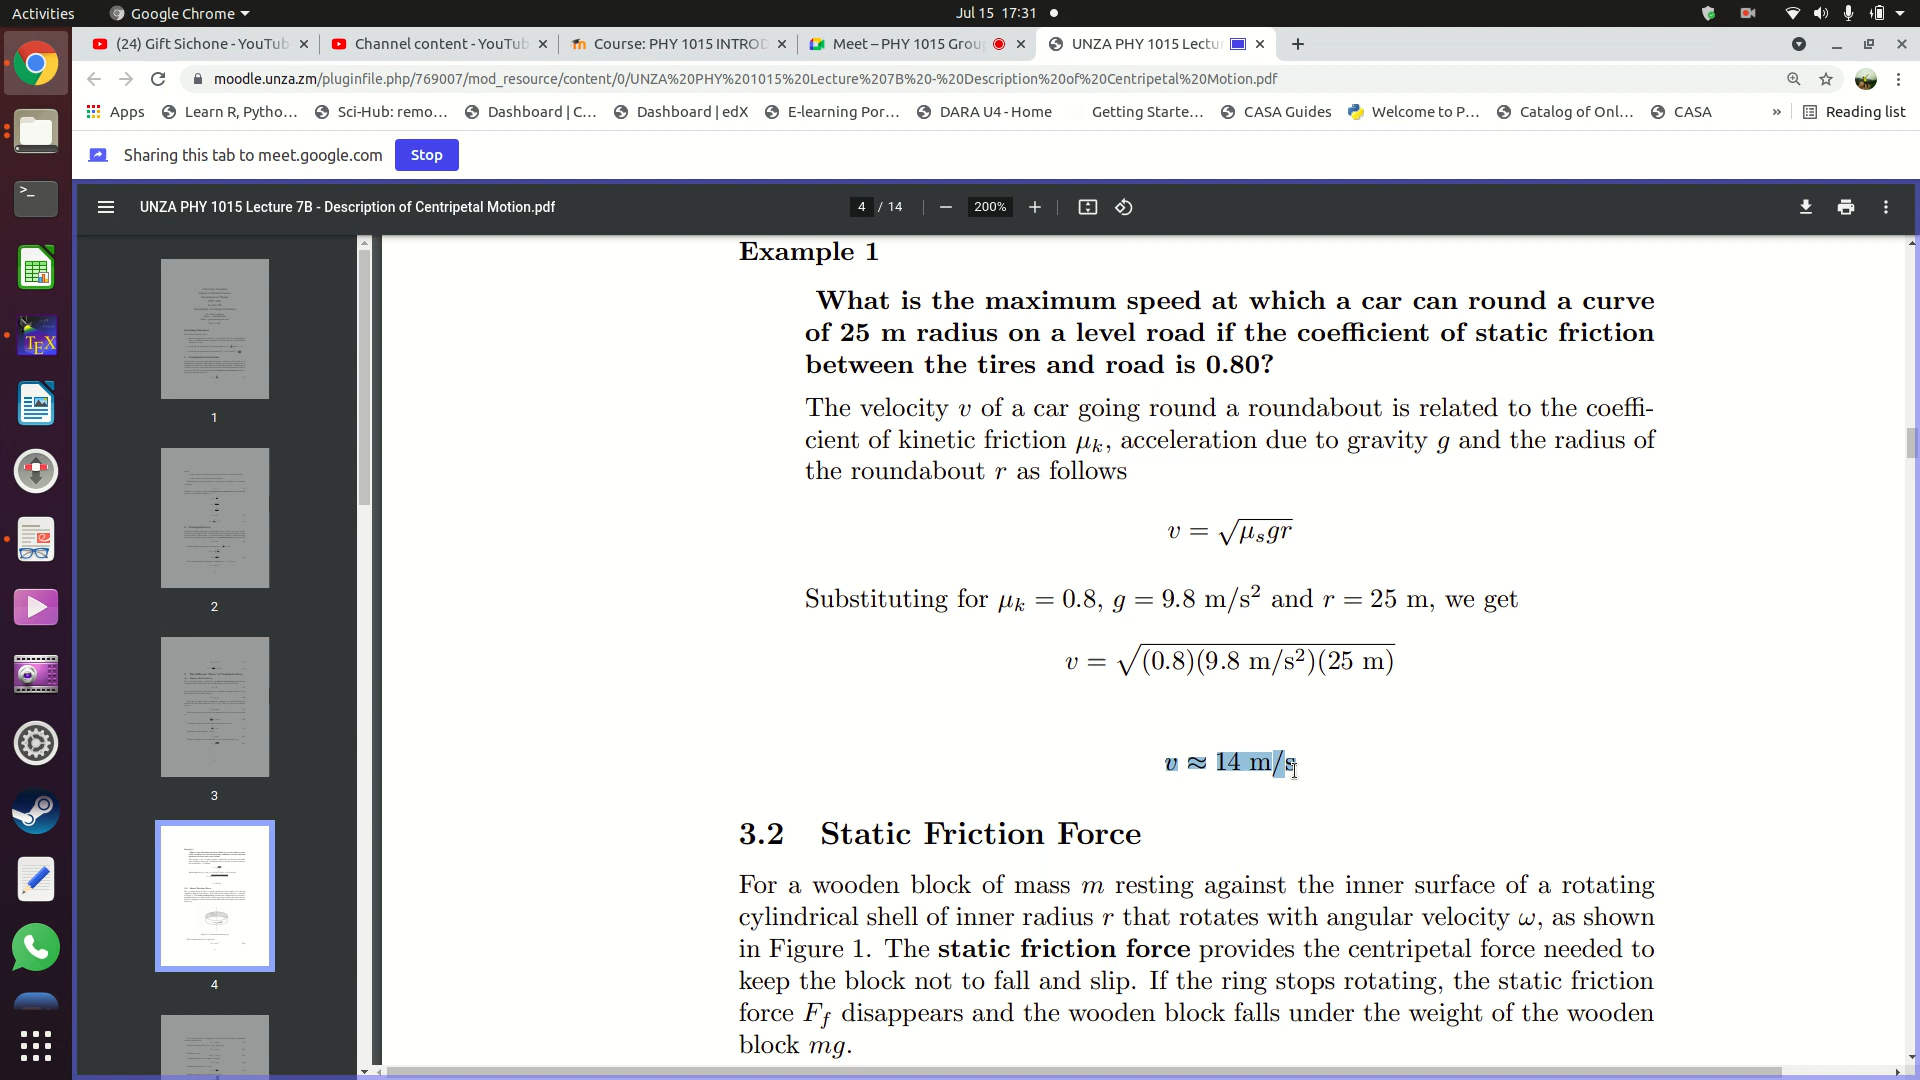 Activities
Google Chrome
Jul 15 17:31
(24) Gift Sichone - YouTub
Channel content - YouTub
Course: PHY 1015 INTROD
Meet – PHY 1015 Grou
UNZA PHY 1015 Lectur
moodle.unza.zm/pluginfile.php/769007/mod_resource/content/0/UNZA%20PHY%201015%20Lecture%207B%20-%20Description%20of%20Centripetal%20Motion.pdf
Apps
Learn R, Pytho...
Sci-Hub: remo...
Dashboard | C...
Dashboard | edX
E-learning Por...
DARA U4 - Home
Getting Starte...
CASA Guides
Welcome to P...
Catalog of Onl...
CASA
»
Reading list
Sharing this tab to meet.google.com
Stop
UNZA PHY 1015 Lecture 7B - Description of Centripetal Motion.pdf
4 / 14
200%
1
2
3
4
Example 1
What is the maximum speed at which a car can round a curve
of 25 m radius on a level road if the coefficient of static friction
between the tires and road is 0.80?
The velocity v of a car going round a roundabout is related to the coeffi-
cient of kinetic friction μk, acceleration due to gravity g and the radius of
the roundabout r as follows
v = √μsgr
Substituting for μk = 0.8, g = 9.8 m/s² and r = 25 m, we get
v = √(0.8)(9.8 m/s²)(25 m)
v ≈ 14 m/s
3.2 Static Friction Force
For a wooden block of mass m resting against the inner surface of a rotating
cylindrical shell of inner radius r that rotates with angular velocity ω, as shown
in Figure 1. The static friction force provides the centripetal force needed to
keep the block not to fall and slip. If the ring stops rotating, the static friction
force Ff disappears and the wooden block falls under the weight of the wooden
block mg.